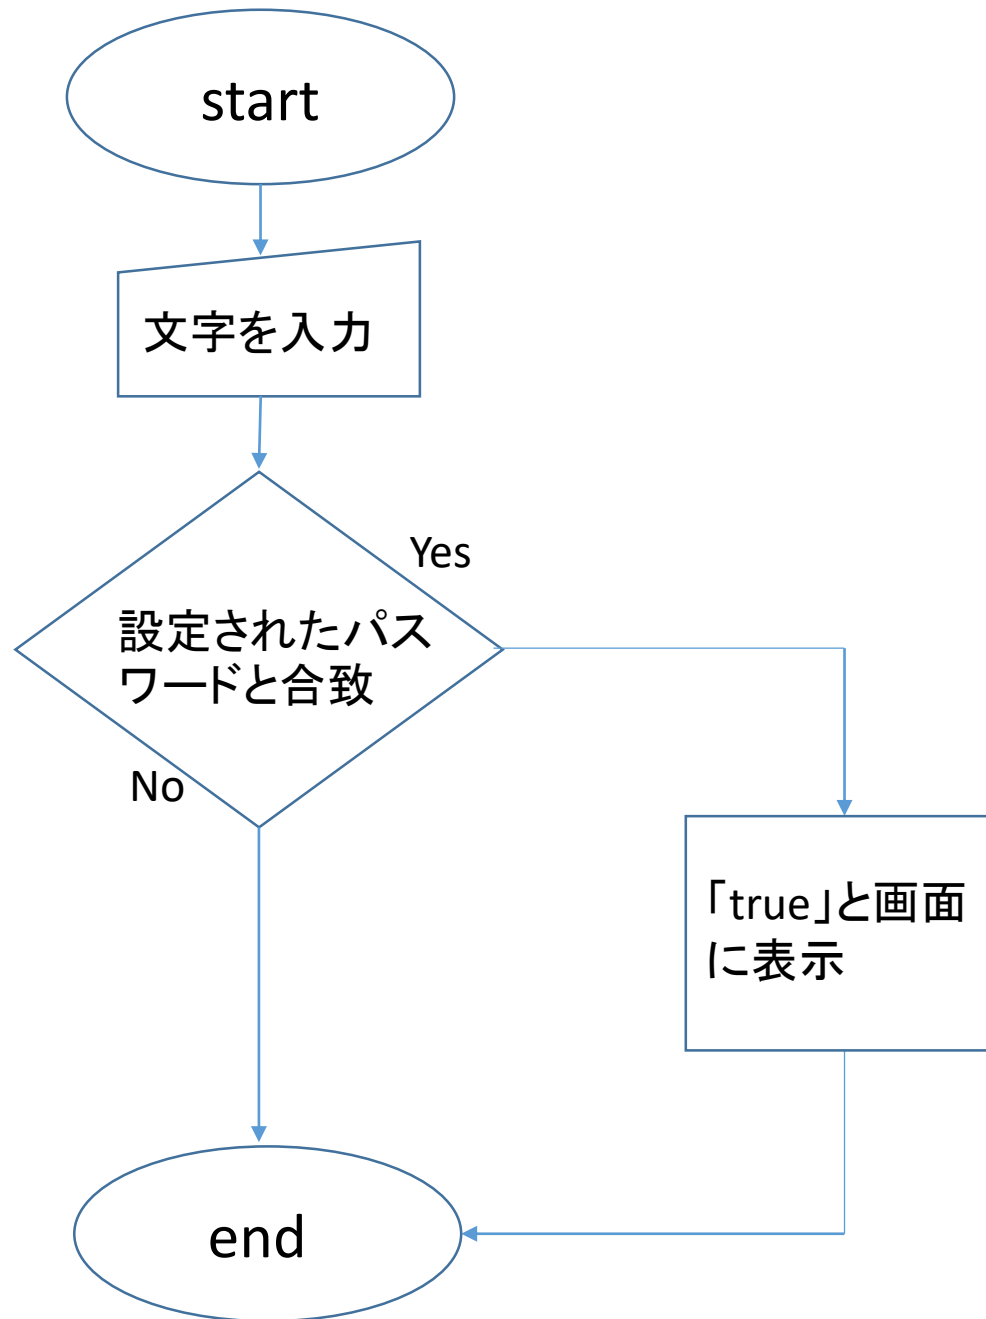 start
文字を入力
Yes
設定されたパス
ワードと合致
No
「true」と画面
に表示
end